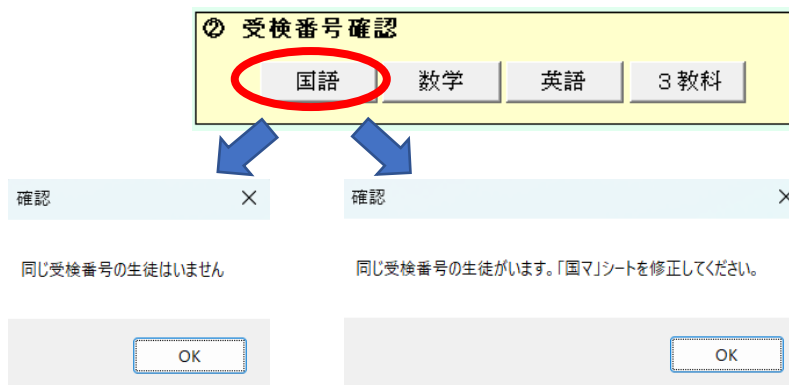 ② 受検番号確認
国語 数学 英語 3教科
確認
同じ受検番号の生徒はいません
OK
確認
同じ受検番号の生徒がいます。「国マ」シートを修正してください。
OK